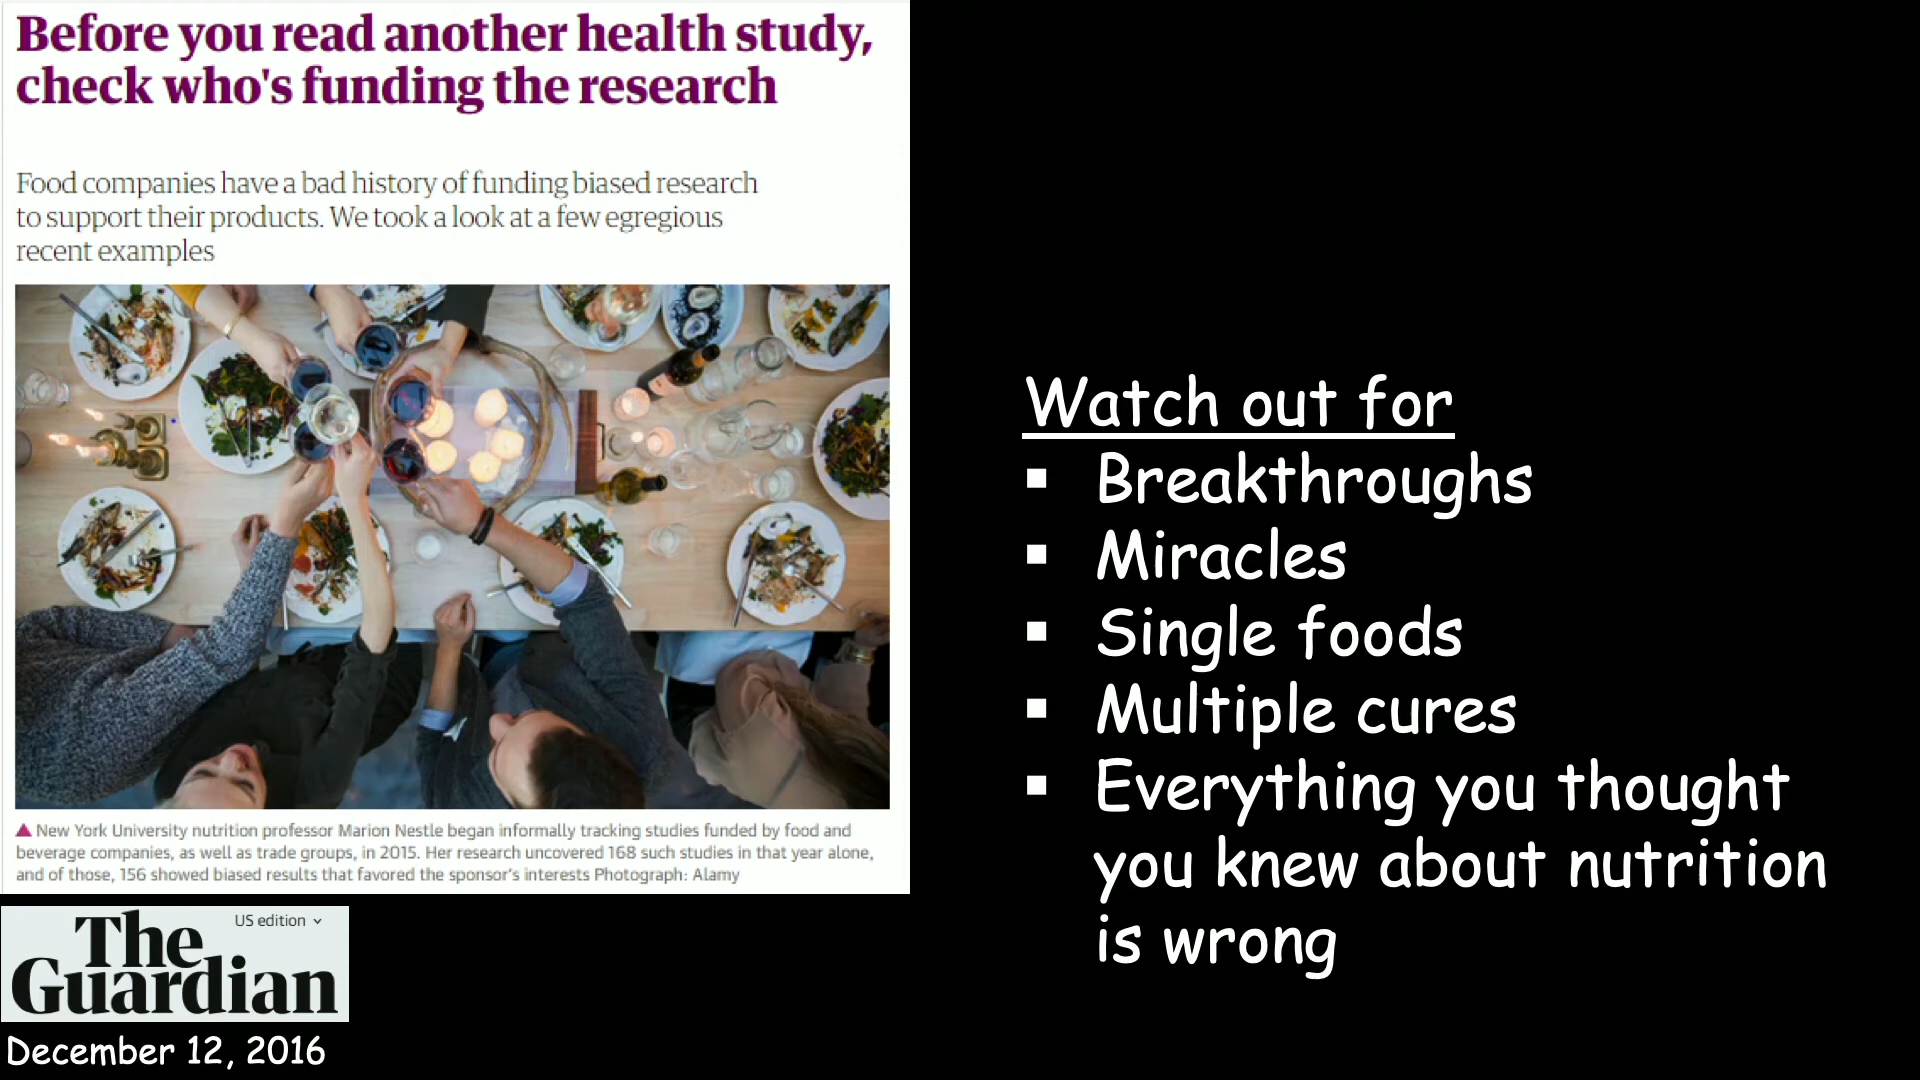 Before you read another health study,
check who's funding the research
Food companies have a bad history of funding biased research
to support their products. We took a look at a few egregious
recent examples
▲ New York University nutrition professor Marion Nestle began informally tracking studies funded by food and
beverage companies, as well as trade groups, in 2015. Her research uncovered 168 such studies in that year alone,
and of those, 156 showed biased results that favored the sponsor's interests Photograph: Alamy
US edition
The
Guardian
December 12, 2016
Watch out for
▪ Breakthroughs
▪ Miracles
▪ Single foods
▪ Multiple cures
▪ Everything you thought
you knew about nutrition
is wrong